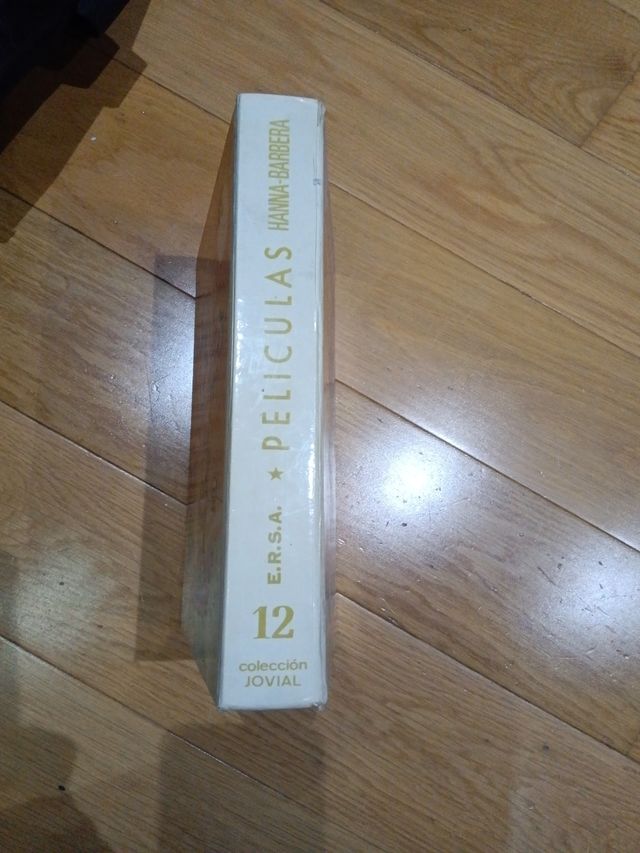 E.R.S.A. ★ PELICULAS HANNA-BARBERA
12
colección
JOVIAL